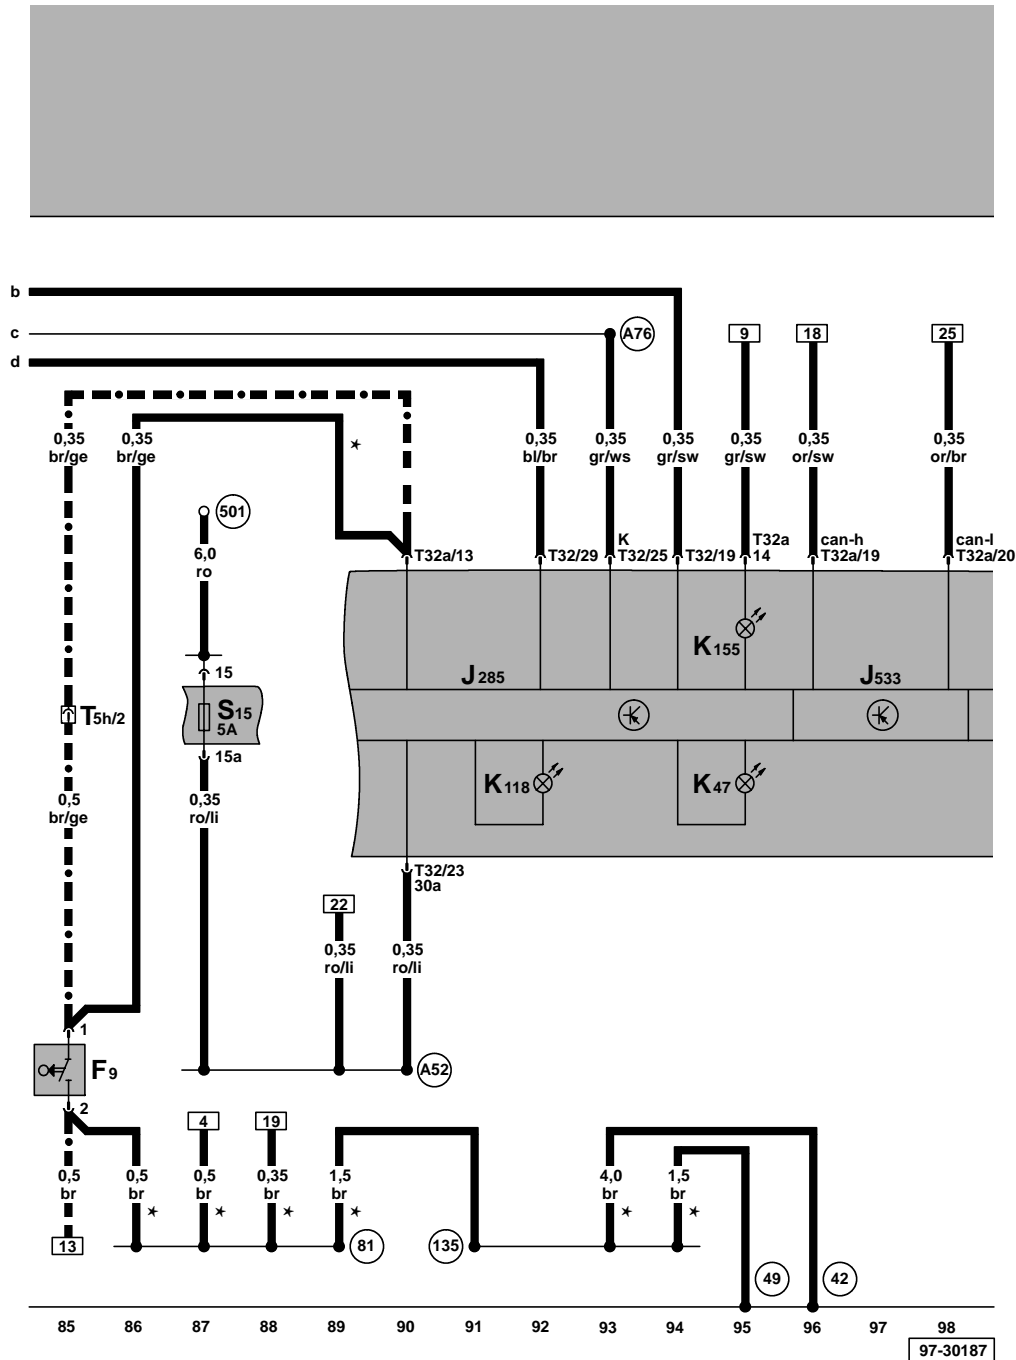 b
c
A76
9
18
25
d
0,35
br/ge
0,35
br/ge
0,35
bl/br
0,35
gr/ws
0,35
gr/sw
0,35
gr/sw
0,35
or/sw
0,35
or/br
501
6,0
ro
T32a/13
T32/29
K
T32/25
T32/19
T32a
14
can-h
T32a/19
can-l
T32a/20
K155
15
J285
J533
T5h/2
S15
5A
15a
K118
K47
0,5
br/ge
0,35
ro/li
T32/23
30a
22
0,35
ro/li
0,35
ro/li
1
F9
A52
2
4
19
0,5
br
0,5
br
0,5
br
0,35
br
1,5
br
4,0
br
1,5
br
13
81
135
49
42
85 86 87 88 89 90 91 92 93 94 95 96 97 98
97-30187